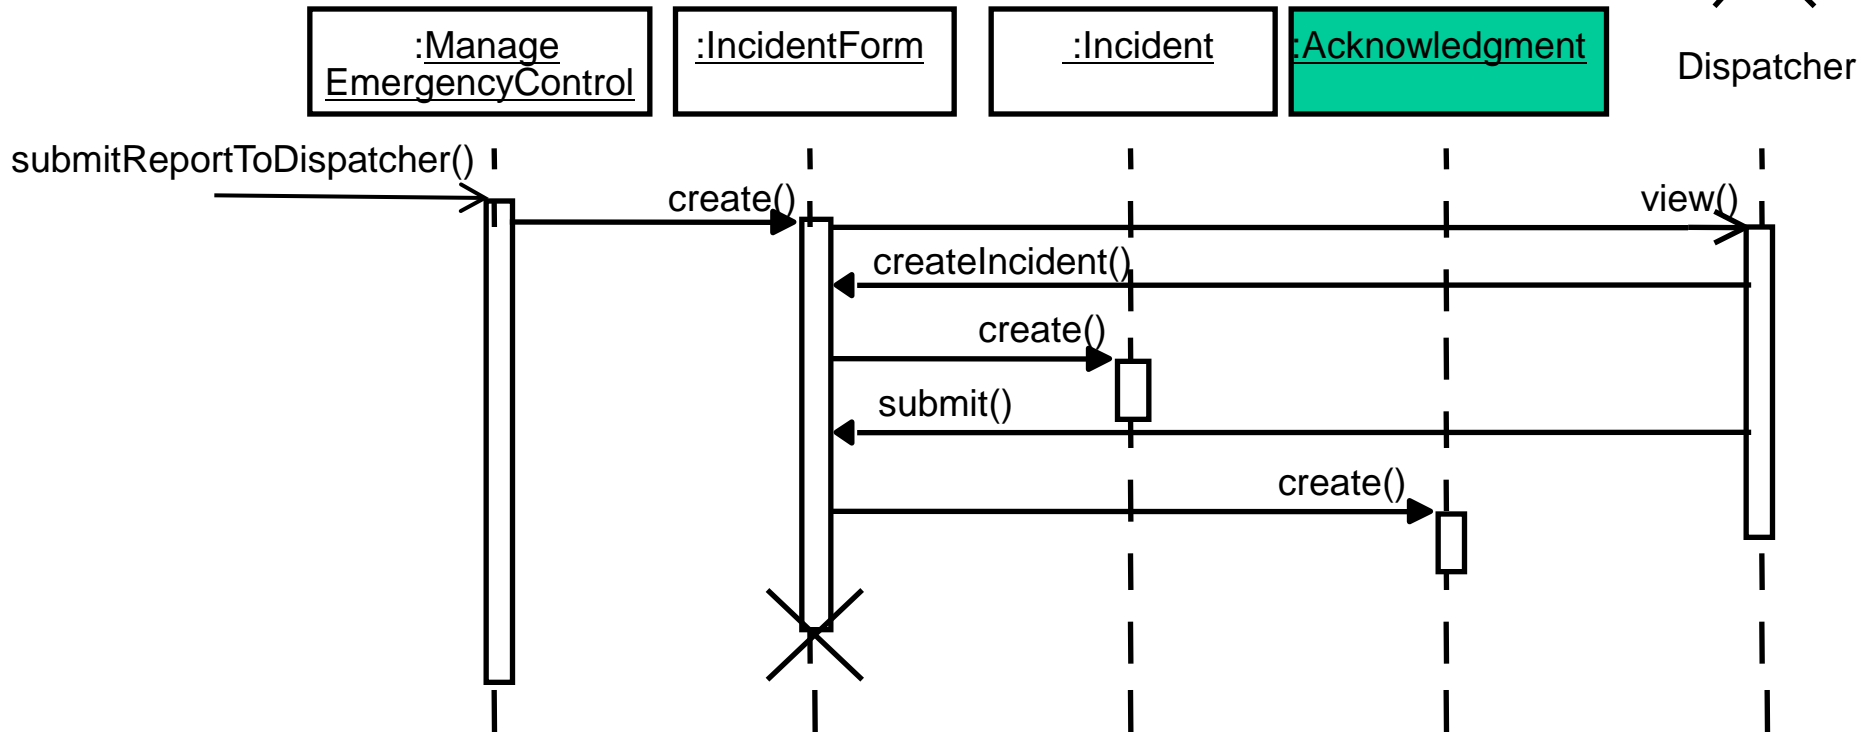 :Manage
EmergencyControl
:IncidentForm
:Incident
:Acknowledgment
Dispatcher
submitReportToDispatcher()
create()
view()
createIncident()
create()
submit()
create()